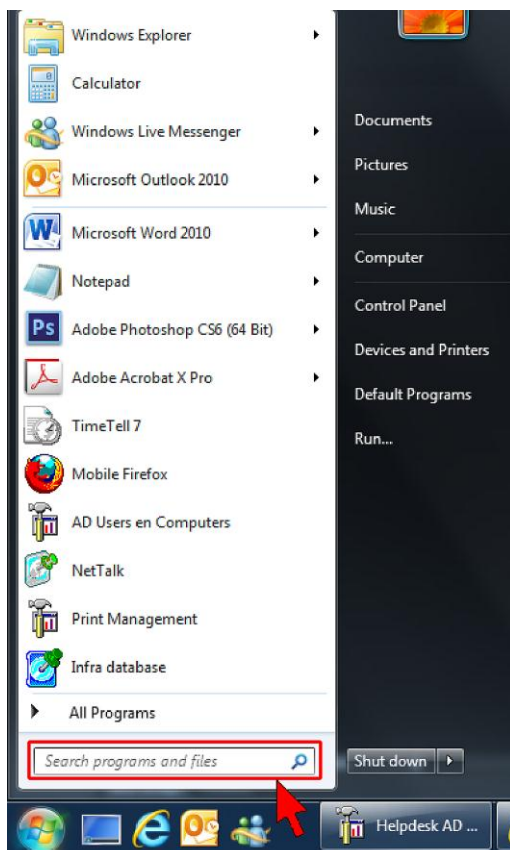 Windows Explorer
Calculator
Windows Live Messenger
Microsoft Outlook 2010
Microsoft Word 2010
Notepad
Adobe Photoshop CS6 (64 Bit)
Adobe Acrobat X Pro
TimeTell 7
Mobile Firefox
AD Users en Computers
NetTalk
Print Management
Infra database
All Programs
Search programs and files
Documents
Pictures
Music
Computer
Control Panel
Devices and Printers
Default Programs
Run...
Shut down
Helpdesk AD ...